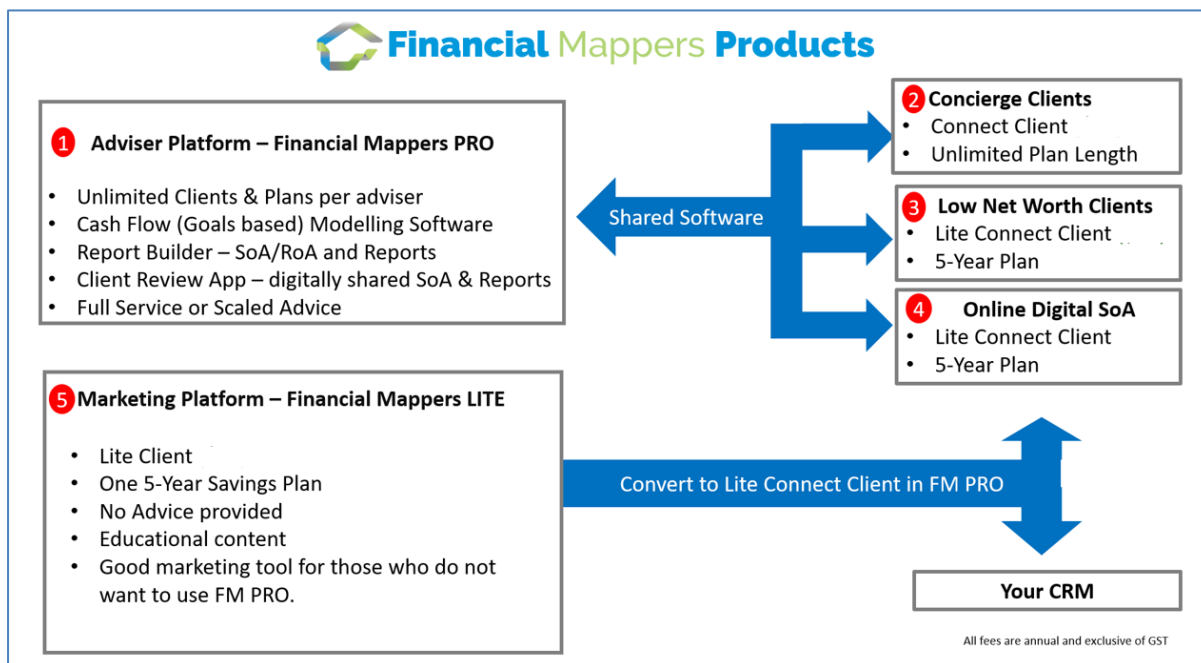 Financial Mappers Products
1 Adviser Platform – Financial Mappers PRO
• Unlimited Clients & Plans per adviser
• Cash Flow (Goals based) Modelling Software
• Report Builder – SoA/RoA and Reports
• Client Review App – digitally shared SoA & Reports
• Full Service or Scaled Advice
Shared Software
2 Concierge Clients
• Connect Client
• Unlimited Plan Length
3 Low Net Worth Clients
• Lite Connect Client
• 5-Year Plan
4 Online Digital SoA
• Lite Connect Client
• 5-Year Plan
5 Marketing Platform – Financial Mappers LITE
• Lite Client
• One 5-Year Savings Plan
• No Advice provided
• Educational content
• Good marketing tool for those who do not
want to use FM PRO.
Convert to Lite Connect Client in FM PRO
Your CRM
All fees are annual and exclusive of GST